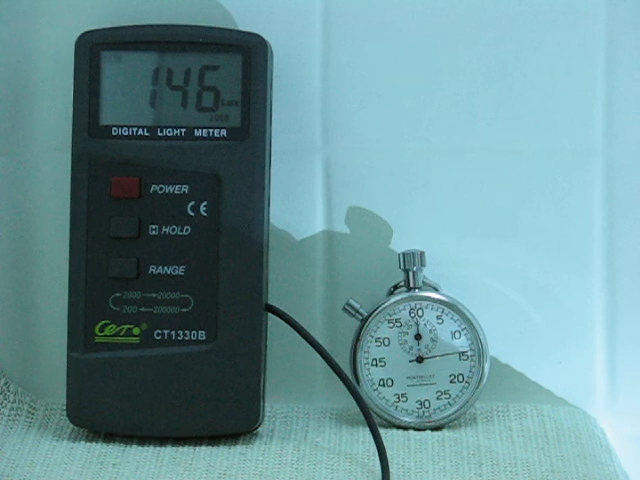 146
Lux
2000
DIGITAL LIGHT METER
POWER
CE
H HOLD
RANGE
2000 20000
200 200000
CT1330B
60
55 5
50 10
45 15
40 20
35 25
30